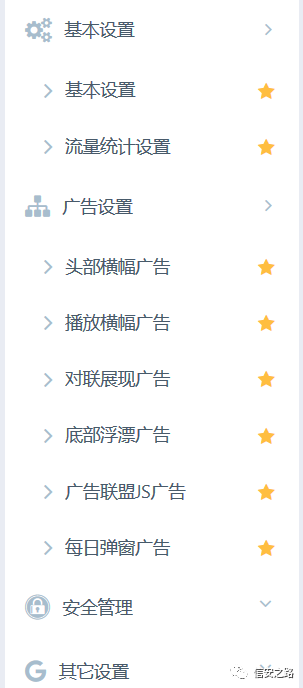 基本设置
基本设置
流量统计设置
广告设置
头部横幅广告
播放横幅广告
对联展现广告
底部浮漂广告
广告联盟JS广告
每日弹窗广告
安全管理
其它设置
信安之路